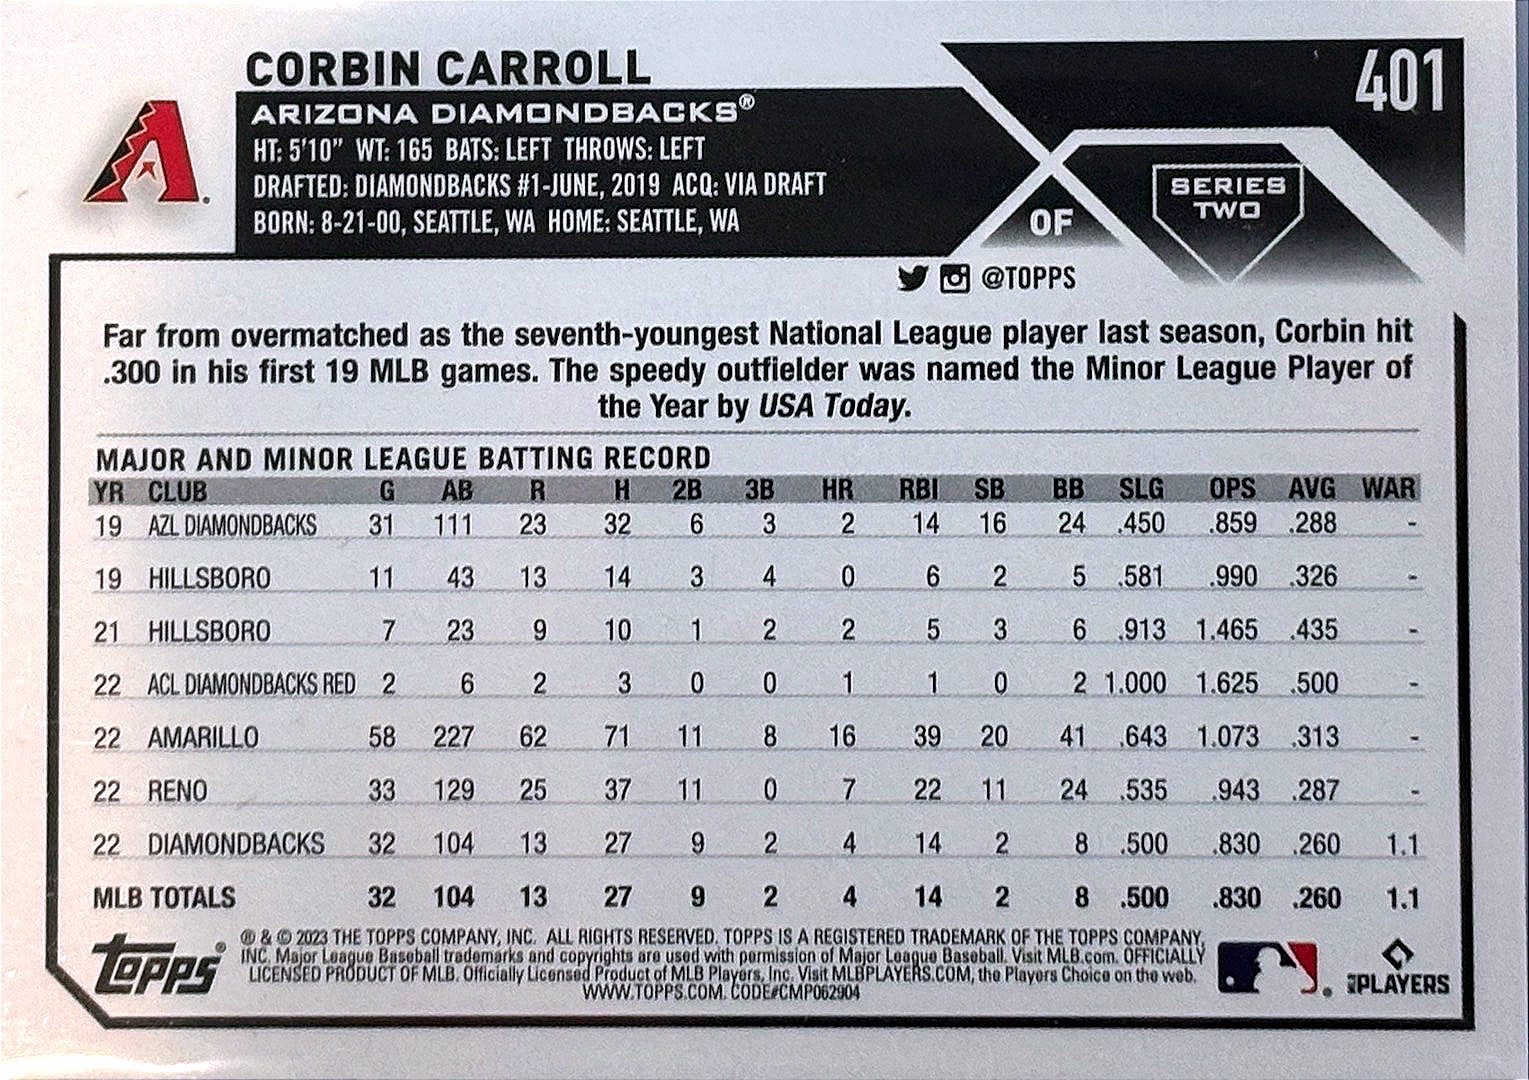 CORBIN CARROLL
401
ARIZONA DIAMONDBACKS®
HT: 5'10" WT: 165 BATS: LEFT THROWS: LEFT
DRAFTED: DIAMONDBACKS #1-JUNE, 2019 ACQ: VIA DRAFT
BORN: 8-21-00, SEATTLE, WA HOME: SEATTLE, WA
OF
SERIES
TWO
@TOPPS
Far from overmatched as the seventh-youngest National League player last season, Corbin hit
.300 in his first 19 MLB games. The speedy outfielder was named the Minor League Player of
the Year by USA Today.
MAJOR AND MINOR LEAGUE BATTING RECORD
YR CLUB G AB R H 2B 3B HR RBI SB BB SLG OPS AVG WAR
19 AZL DIAMONDBACKS 31 111 23 32 6 3 2 14 16 24 .450 .859 .288 -
19 HILLSBORO 11 43 13 14 3 4 0 6 2 5 .581 .990 .326 -
21 HILLSBORO 7 23 9 10 1 2 2 5 3 6 .913 1.465 .435 -
22 ACL DIAMONDBACKS RED 2 6 2 3 0 0 1 1 0 2 1.000 1.625 .500 -
22 AMARILLO 58 227 62 71 11 8 16 39 20 41 .643 1.073 .313 -
22 RENO 33 129 25 37 11 0 7 22 11 24 .535 .943 .287 -
22 DIAMONDBACKS 32 104 13 27 9 2 4 14 2 8 .500 .830 .260 1.1
MLB TOTALS 32 104 13 27 9 2 4 14 2 8 .500 .830 .260 1.1
topps®
® & © 2023 THE TOPPS COMPANY, INC. ALL RIGHTS RESERVED. TOPPS IS A REGISTERED TRADEMARK OF THE TOPPS COMPANY,
INC. Major League Baseball trademarks and copyrights are used with permission of Major League Baseball. Visit MLB.com. OFFICIALLY
LICENSED PRODUCT OF MLB. Officially Licensed Product of MLB Players, Inc. Visit MLBPLAYERS.COM, the Players Choice on the web.
WWW.TOPPS.COM. CODE#CMP062904
PLAYERS